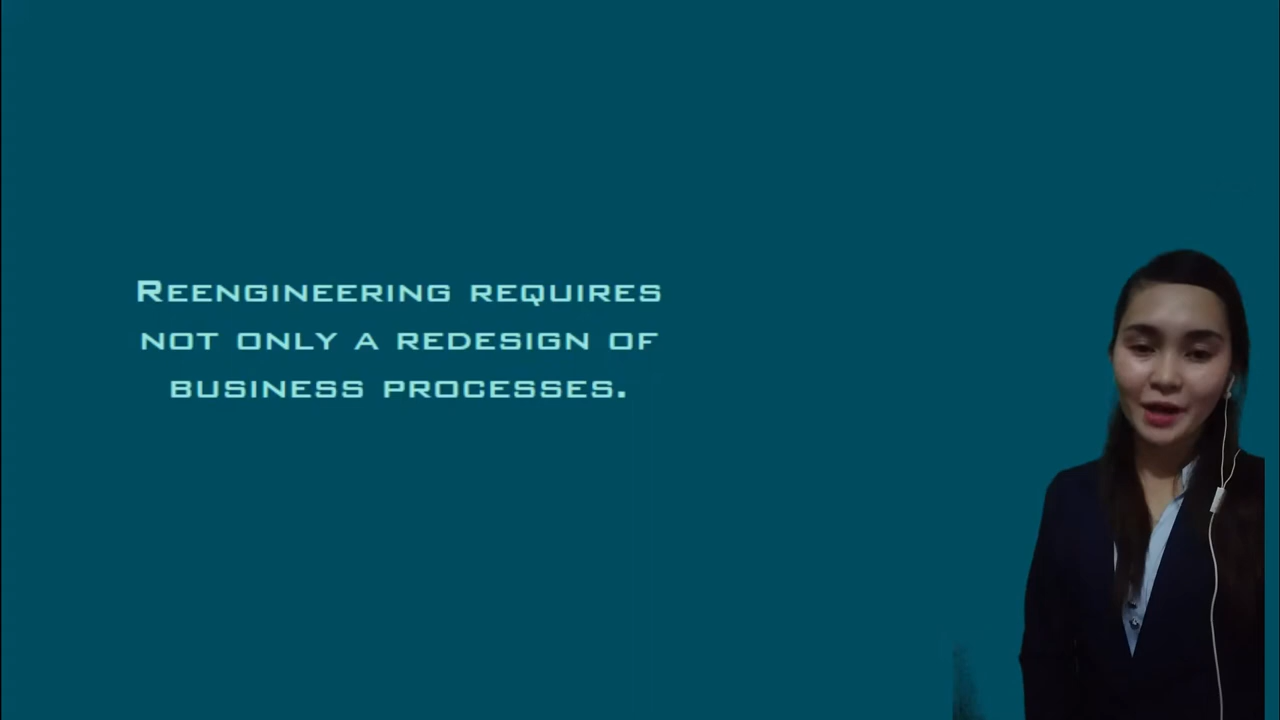 Reengineering requires
not only a redesign of
business processes.